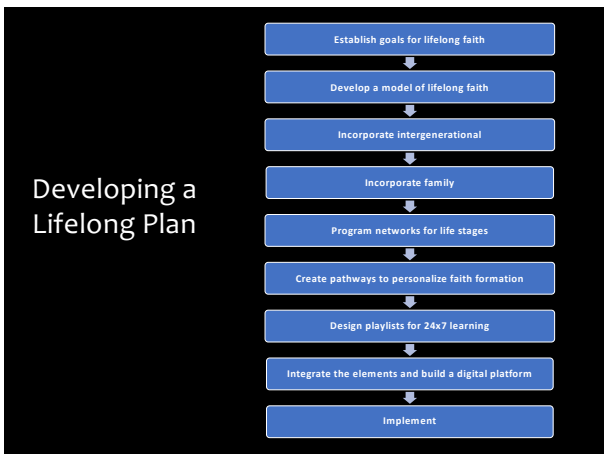 Developing a
Lifelong Plan
Establish goals for lifelong faith
Develop a model of lifelong faith
Incorporate intergenerational
Incorporate family
Program networks for life stages
Create pathways to personalize faith formation
Design playlists for 24x7 learning
Integrate the elements and build a digital platform
Implement